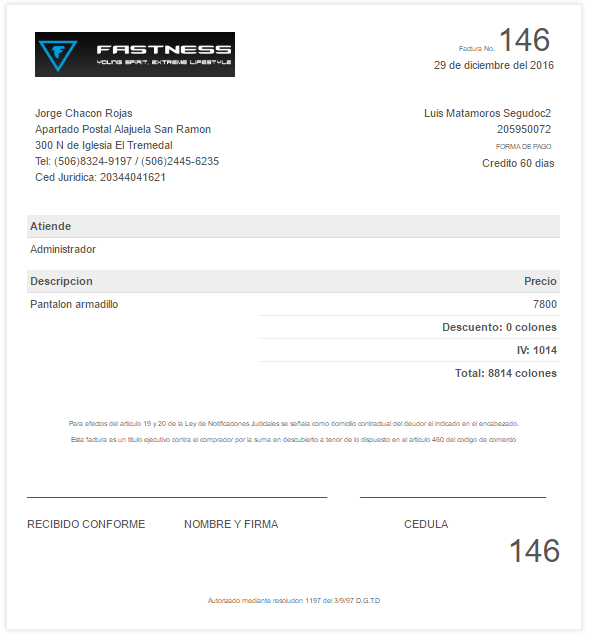 FASTNESS
YOUNG SPIRIT, EXTREME LIFESTYLE
Factura No. 146
29 de diciembre del 2016
Jorge Chacon Rojas
Apartado Postal Alajuela San Ramon
300 N de Iglesia El Tremedal
Tel: (506)8324-9197 / (506)2445-6235
Ced Juridica: 20344041621
Luis Matamoros Segudoc2
205950072
FORMA DE PAGO
Credito 60 dias
Atiende
Administrador
Descripcion Precio
Pantalon armadillo 7800
Descuento: 0 colones
IV: 1014
Total: 8814 colones
Para efectos del articulo 19 y 20 de la Ley de Notificaciones Judiciales se señala como domicilio contractual del deudor el indicado en el encabezado.
Esta factura es un titulo ejecutivo contra el comprador por la suma en descubierto a tenor de lo dispuesto en el articulo 460 del codigo de comercio
RECIBIDO CONFORME NOMBRE Y FIRMA CEDULA
146
Autorizado mediante resolucion 1197 del 3/9/97 D.G.T.D